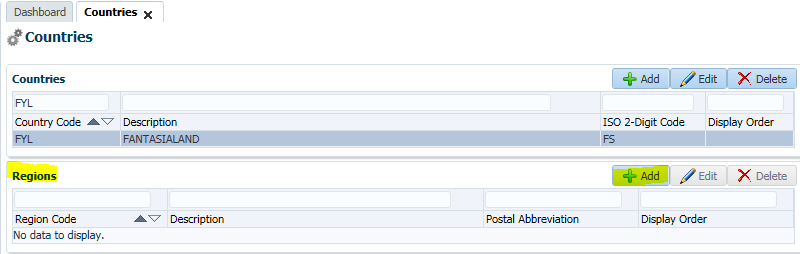 Dashboard Countries
Countries
Countries Add Edit Delete
FYL
Country Code Description ISO 2-Digit Code Display Order
FYL FANTASIALAND FS
Regions Add Edit Delete
Region Code Description Postal Abbreviation Display Order
No data to display.